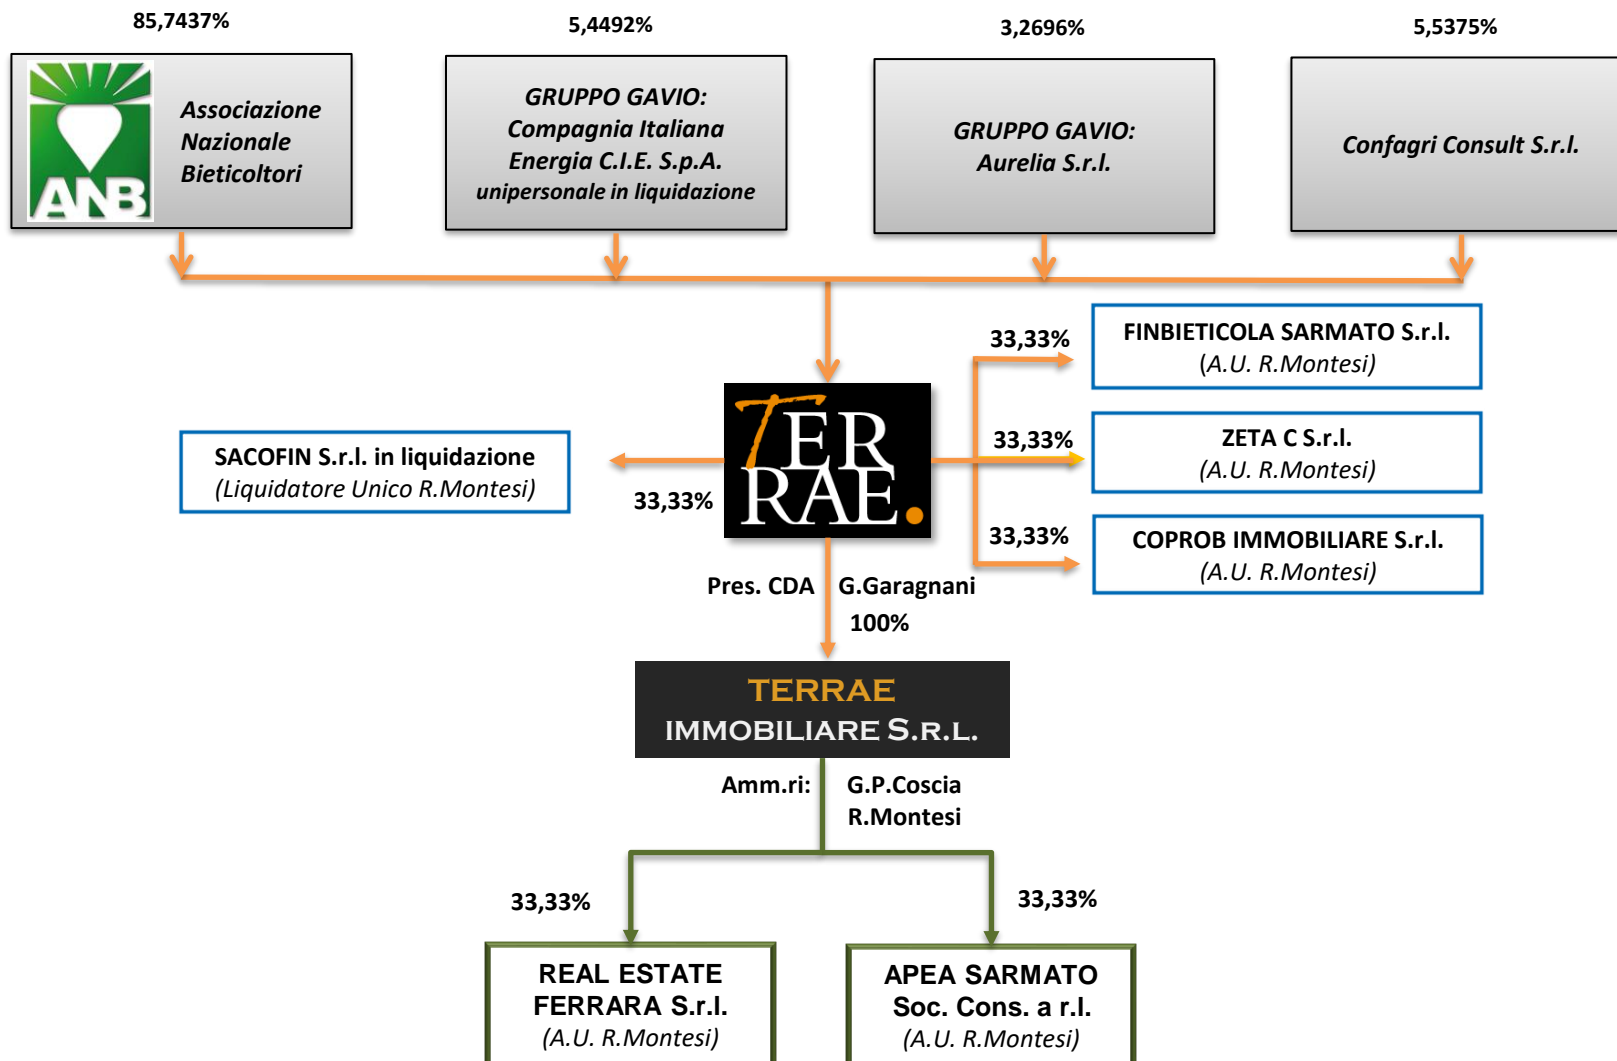 85,7437%
5,4492%
3,2696%
5,5375%
ANB
Associazione
Nazionale
Bieticoltori
GRUPPO GAVIO:
Compagnia Italiana
Energia C.I.E. S.p.A.
unipersonale in liquidazione
GRUPPO GAVIO:
Aurelia S.r.l.
Confagri Consult S.r.l.
33,33%
FINBIETICOLA SARMATO S.r.l.
(A.U. R.Montesi)
SACOFIN S.r.l. in liquidazione
(Liquidatore Unico R.Montesi)
33,33%
TER
RAE.
33,33%
ZETA C S.r.l.
(A.U. R.Montesi)
33,33%
COPROB IMMOBILIARE S.r.l.
(A.U. R.Montesi)
Pres. CDA G.Garagnani
100%
TERRAE
IMMOBILIARE S.R.L.
Amm.ri: G.P.Coscia
R.Montesi
33,33%
33,33%
REAL ESTATE
FERRARA S.r.l.
(A.U. R.Montesi)
APEA SARMATO
Soc. Cons. a r.l.
(A.U. R.Montesi)